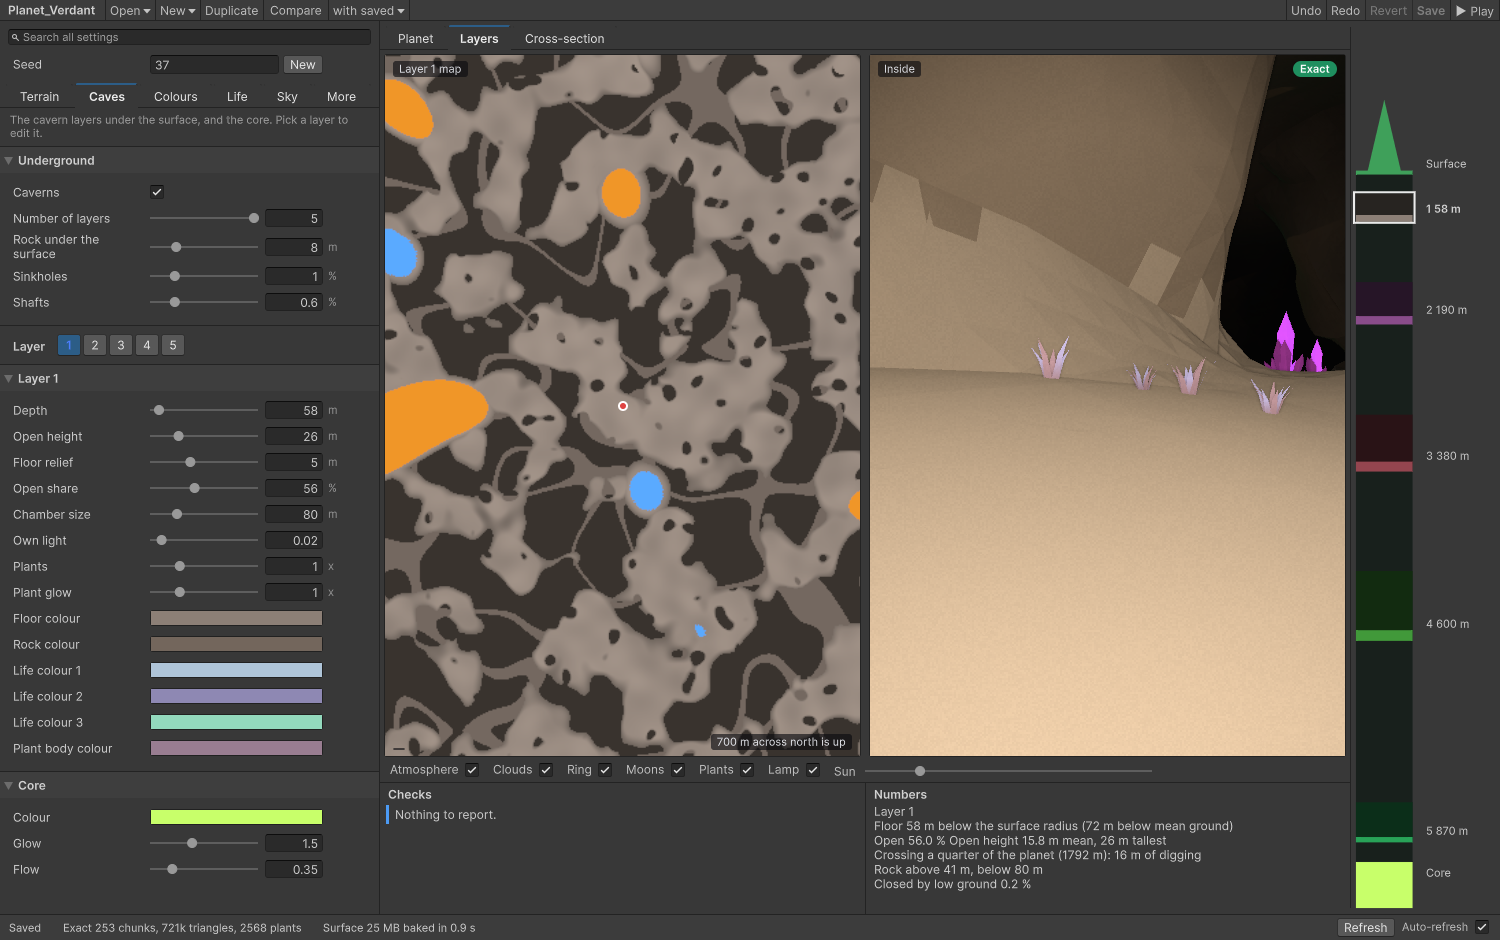 Planet_Verdant
Open
New
Duplicate
Compare
with saved
Undo
Redo
Revert
Save
Play
Search all settings
Seed
37
New
Terrain
Caves
Colours
Life
Sky
More
The cavern layers under the surface, and the core. Pick a layer to
edit it.
Underground
Caverns
Number of layers
5
Rock under the
surface
8 m
Sinkholes
1 %
Shafts
0.6 %
Layer
1
2
3
4
5
Layer 1
Depth
58 m
Open height
26 m
Floor relief
5 m
Open share
56 %
Chamber size
80 m
Own light
0.02
Plants
1 x
Plant glow
1 x
Floor colour
Rock colour
Life colour 1
Life colour 2
Life colour 3
Plant body colour
Core
Colour
Glow
1.5
Flow
0.35
Planet
Layers
Cross-section
Layer 1 map
700 m across north is up
Inside
Exact
Surface
1 58 m
2 190 m
3 380 m
4 600 m
5 870 m
Core
Atmosphere
Clouds
Ring
Moons
Plants
Lamp
Sun
Checks
Nothing to report.
Numbers
Layer 1
Floor 58 m below the surface radius (72 m below mean ground)
Open 56.0 % Open height 15.8 m mean, 26 m tallest
Crossing a quarter of the planet (1792 m): 16 m of digging
Rock above 41 m, below 80 m
Closed by low ground 0.2 %
Saved
Exact 253 chunks, 721k triangles, 2568 plants
Surface 25 MB baked in 0.9 s
Refresh
Auto-refresh